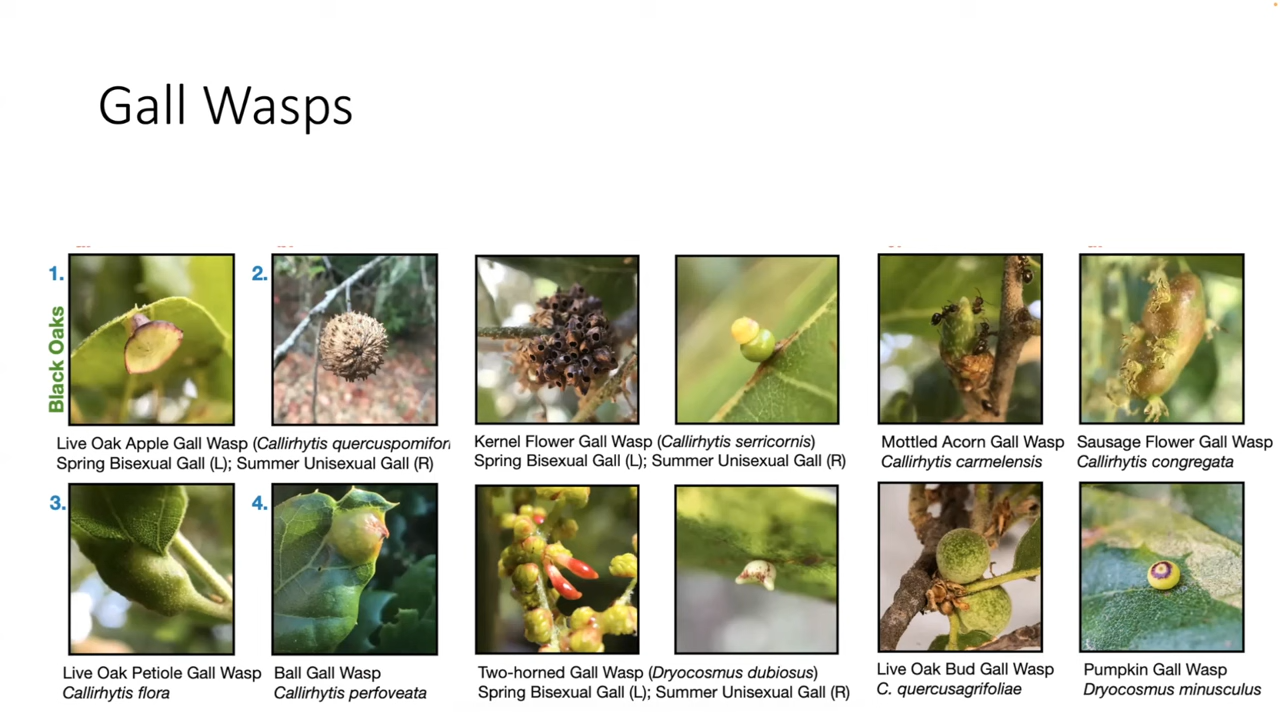 Gall Wasps
1.
2.
Black Oaks
Live Oak Apple Gall Wasp (Callirhytis quercuspomifor
Spring Bisexual Gall (L); Summer Unisexual Gall (R)
Kernel Flower Gall Wasp (Callirhytis serricornis)
Spring Bisexual Gall (L); Summer Unisexual Gall (R)
Mottled Acorn Gall Wasp
Callirhytis carmelensis
Sausage Flower Gall Wasp
Callirhytis congregata
3.
4.
Live Oak Petiole Gall Wasp
Callirhytis flora
Ball Gall Wasp
Callirhytis perfoveata
Two-horned Gall Wasp (Dryocosmus dubiosus)
Spring Bisexual Gall (L); Summer Unisexual Gall (R)
Live Oak Bud Gall Wasp
C. quercusagrifoliae
Pumpkin Gall Wasp
Dryocosmus minusculus